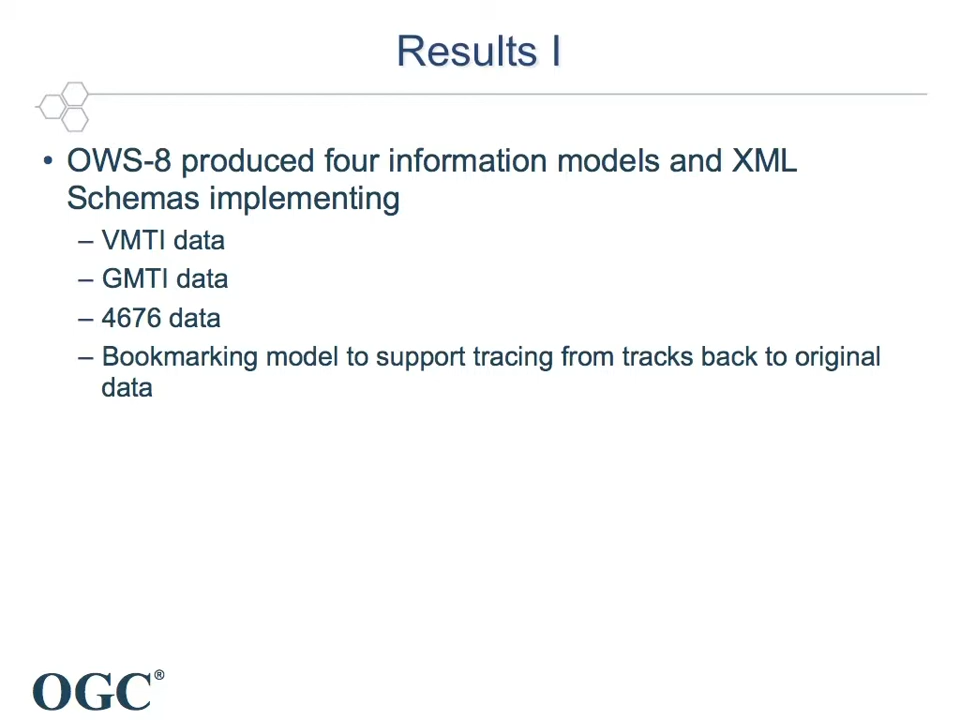 Results I
• OWS-8 produced four information models and XML
Schemas implementing
– VMTI data
– GMTI data
– 4676 data
– Bookmarking model to support tracing from tracks back to original
data
OGC®